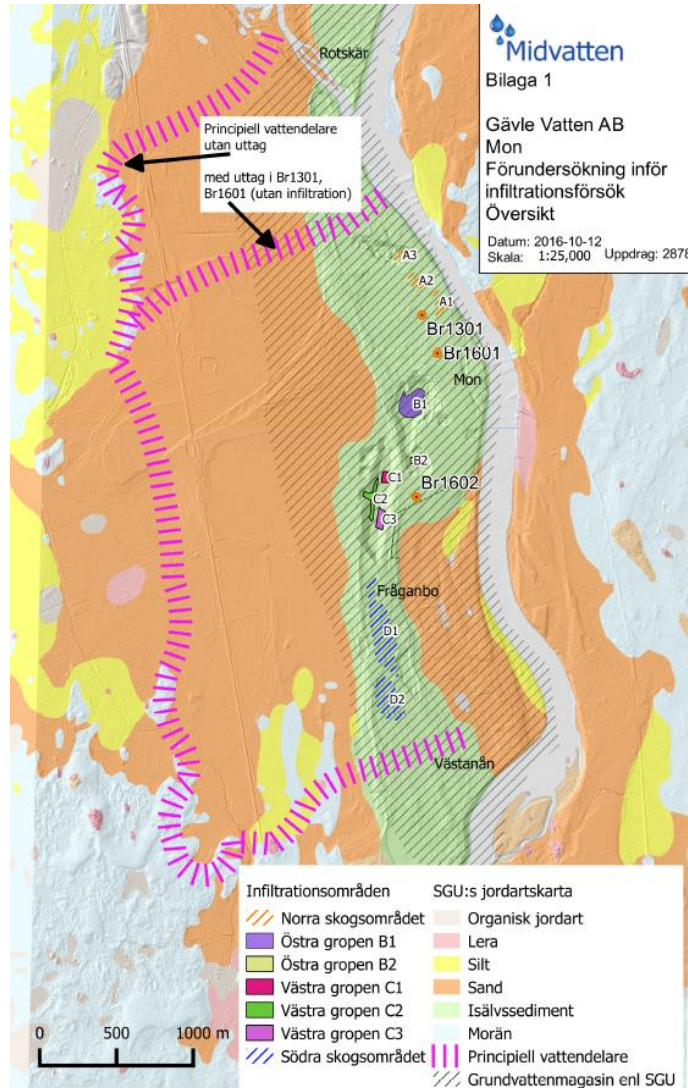 Midvatten
Bilaga 1
Gävle Vatten AB
Mon
Förundersökning inför
infiltrationsförsök
Översikt
Datum: 2016-10-12
Skala: 1:25,000 Uppdrag: 2878
Rotskär
Principiell vattendelare
utan uttag
med uttag i Br1301,
Br1601 (utan infiltration)
A3
A2
A1
Br1301
Br1601
Mon
B1
B2
C1
Br1602
C2
C3
Fråganbo
D1
D2
Västanån
Infiltrationsområden
Norra skogsområdet
Östra gropen B1
Östra gropen B2
Västra gropen C1
Västra gropen C2
Västra gropen C3
Södra skogsområdet
SGU:s jordartskarta
Organisk jordart
Lera
Silt
Sand
Isälvssediment
Morän
Principiell vattendelare
Grundvattenmagasin enl SGU
0 500 1000 m